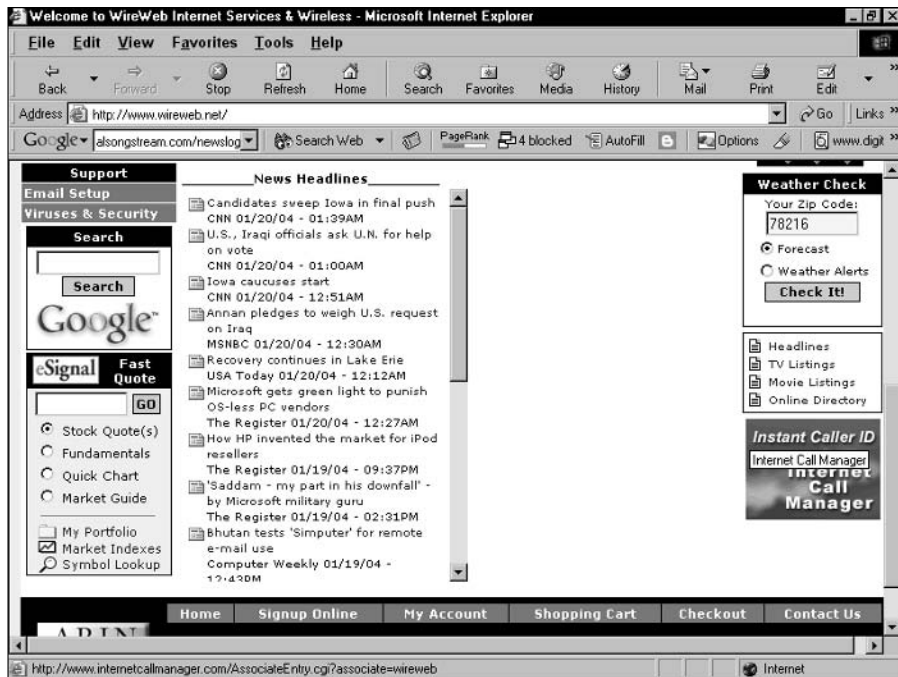 Welcome to WireWeb Internet Services & Wireless - Microsoft Internet Explorer
File Edit View Favorites Tools Help
Back Forward Stop Refresh Home Search Favorites Media History Mail Print Edit
Address http://www.wireweb.net/ Go Links
Google alsongstream.com/newslog Search Web PageRank 4 blocked AutoFill Options www.digit
Support
Email Setup
Viruses & Security
Search
Search
Google
eSignal Fast
Quote
GO
Stock Quote(s)
Fundamentals
Quick Chart
Market Guide
My Portfolio
Market Indexes
Symbol Lookup
News Headlines
Candidates sweep Iowa in final push
CNN 01/20/04 - 01:39AM
U.S., Iraqi officials ask U.N. for help
on vote
CNN 01/20/04 - 01:00AM
Iowa caucuses start
CNN 01/20/04 - 12:51AM
Annan pledges to weigh U.S. request
on Iraq
MSNBC 01/20/04 - 12:30AM
Recovery continues in Lake Erie
USA Today 01/20/04 - 12:12AM
Microsoft gets green light to punish
OS-less PC vendors
The Register 01/20/04 - 12:27AM
How HP invented the market for iPod
resellers
The Register 01/19/04 - 09:37PM
'Saddam - my part in his downfall' -
by Microsoft military guru
The Register 01/19/04 - 02:31PM
Bhutan tests 'Simputer' for remote
e-mail use
Computer Weekly 01/19/04 -
12:43PM
Weather Check
Your Zip Code:
78216
Forecast
Weather Alerts
Check It!
Headlines
TV Listings
Movie Listings
Online Directory
Instant Caller ID
Internet Call Manager
Internet
Call
Manager
Home Signup Online My Account Shopping Cart Checkout Contact Us
http://www.internetcallmanager.com/AssociateEntry.cgi?associate=wireweb Internet